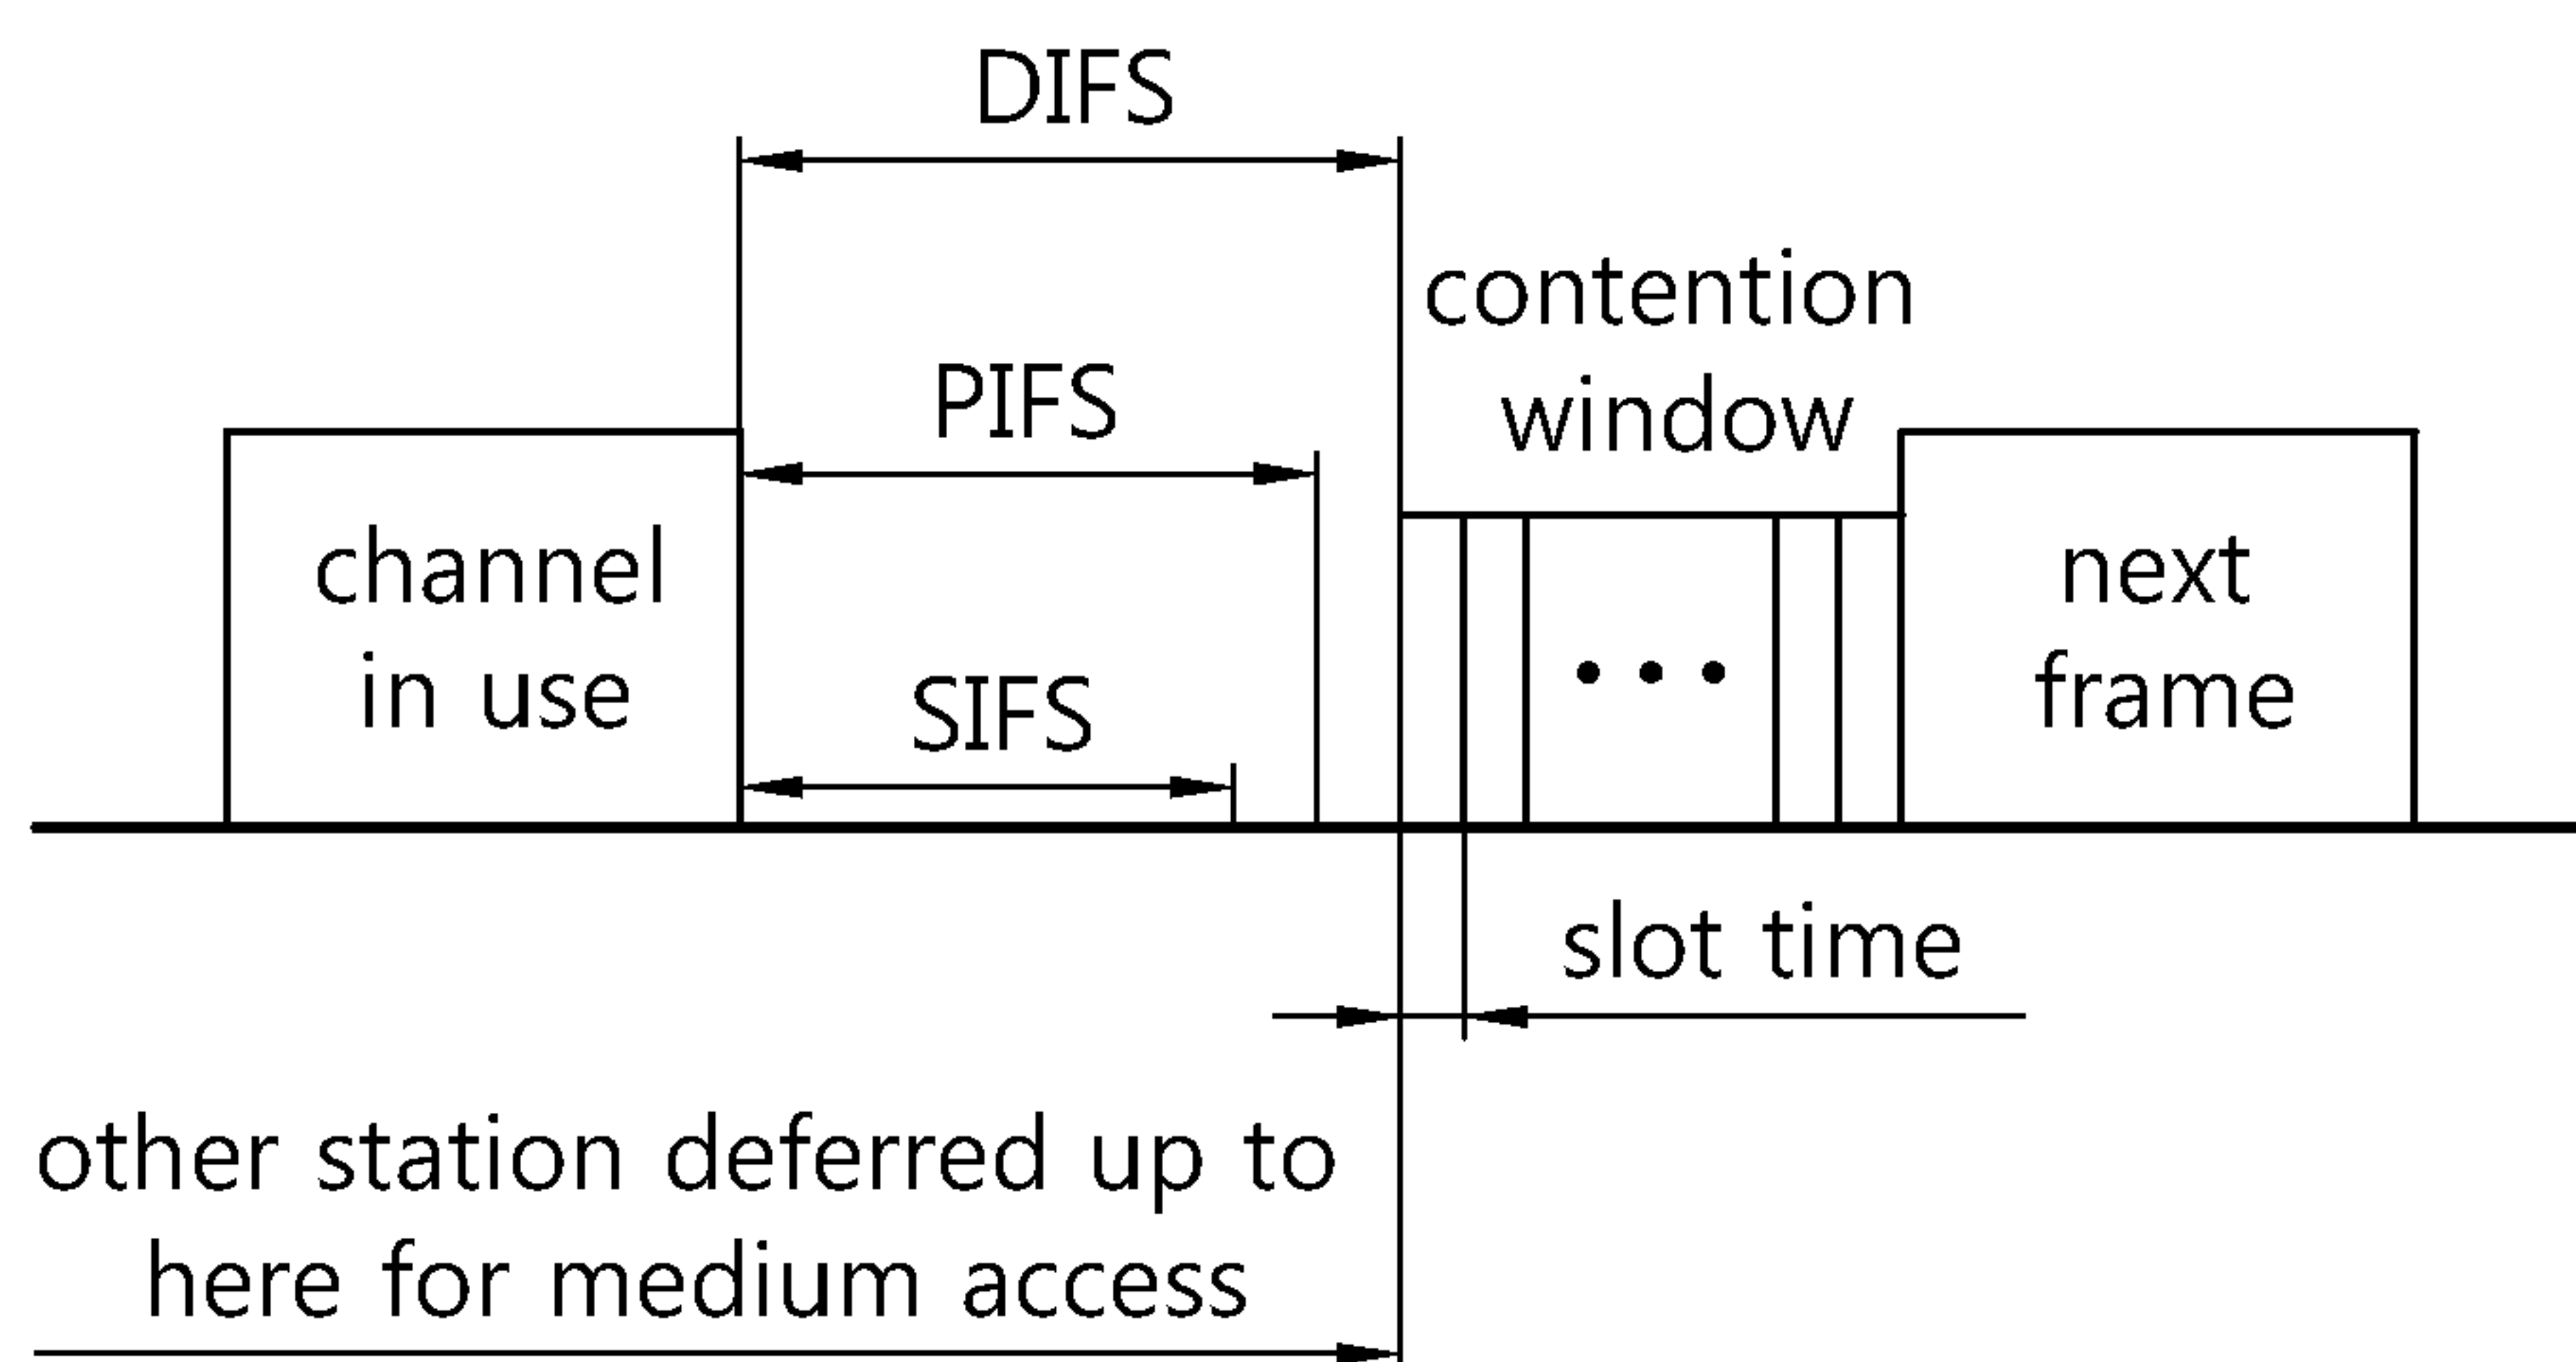 DIFS
contention
window
PIFS
channel
in use
SIFS
next
frame
slot time
other station deferred up to
here for medium access